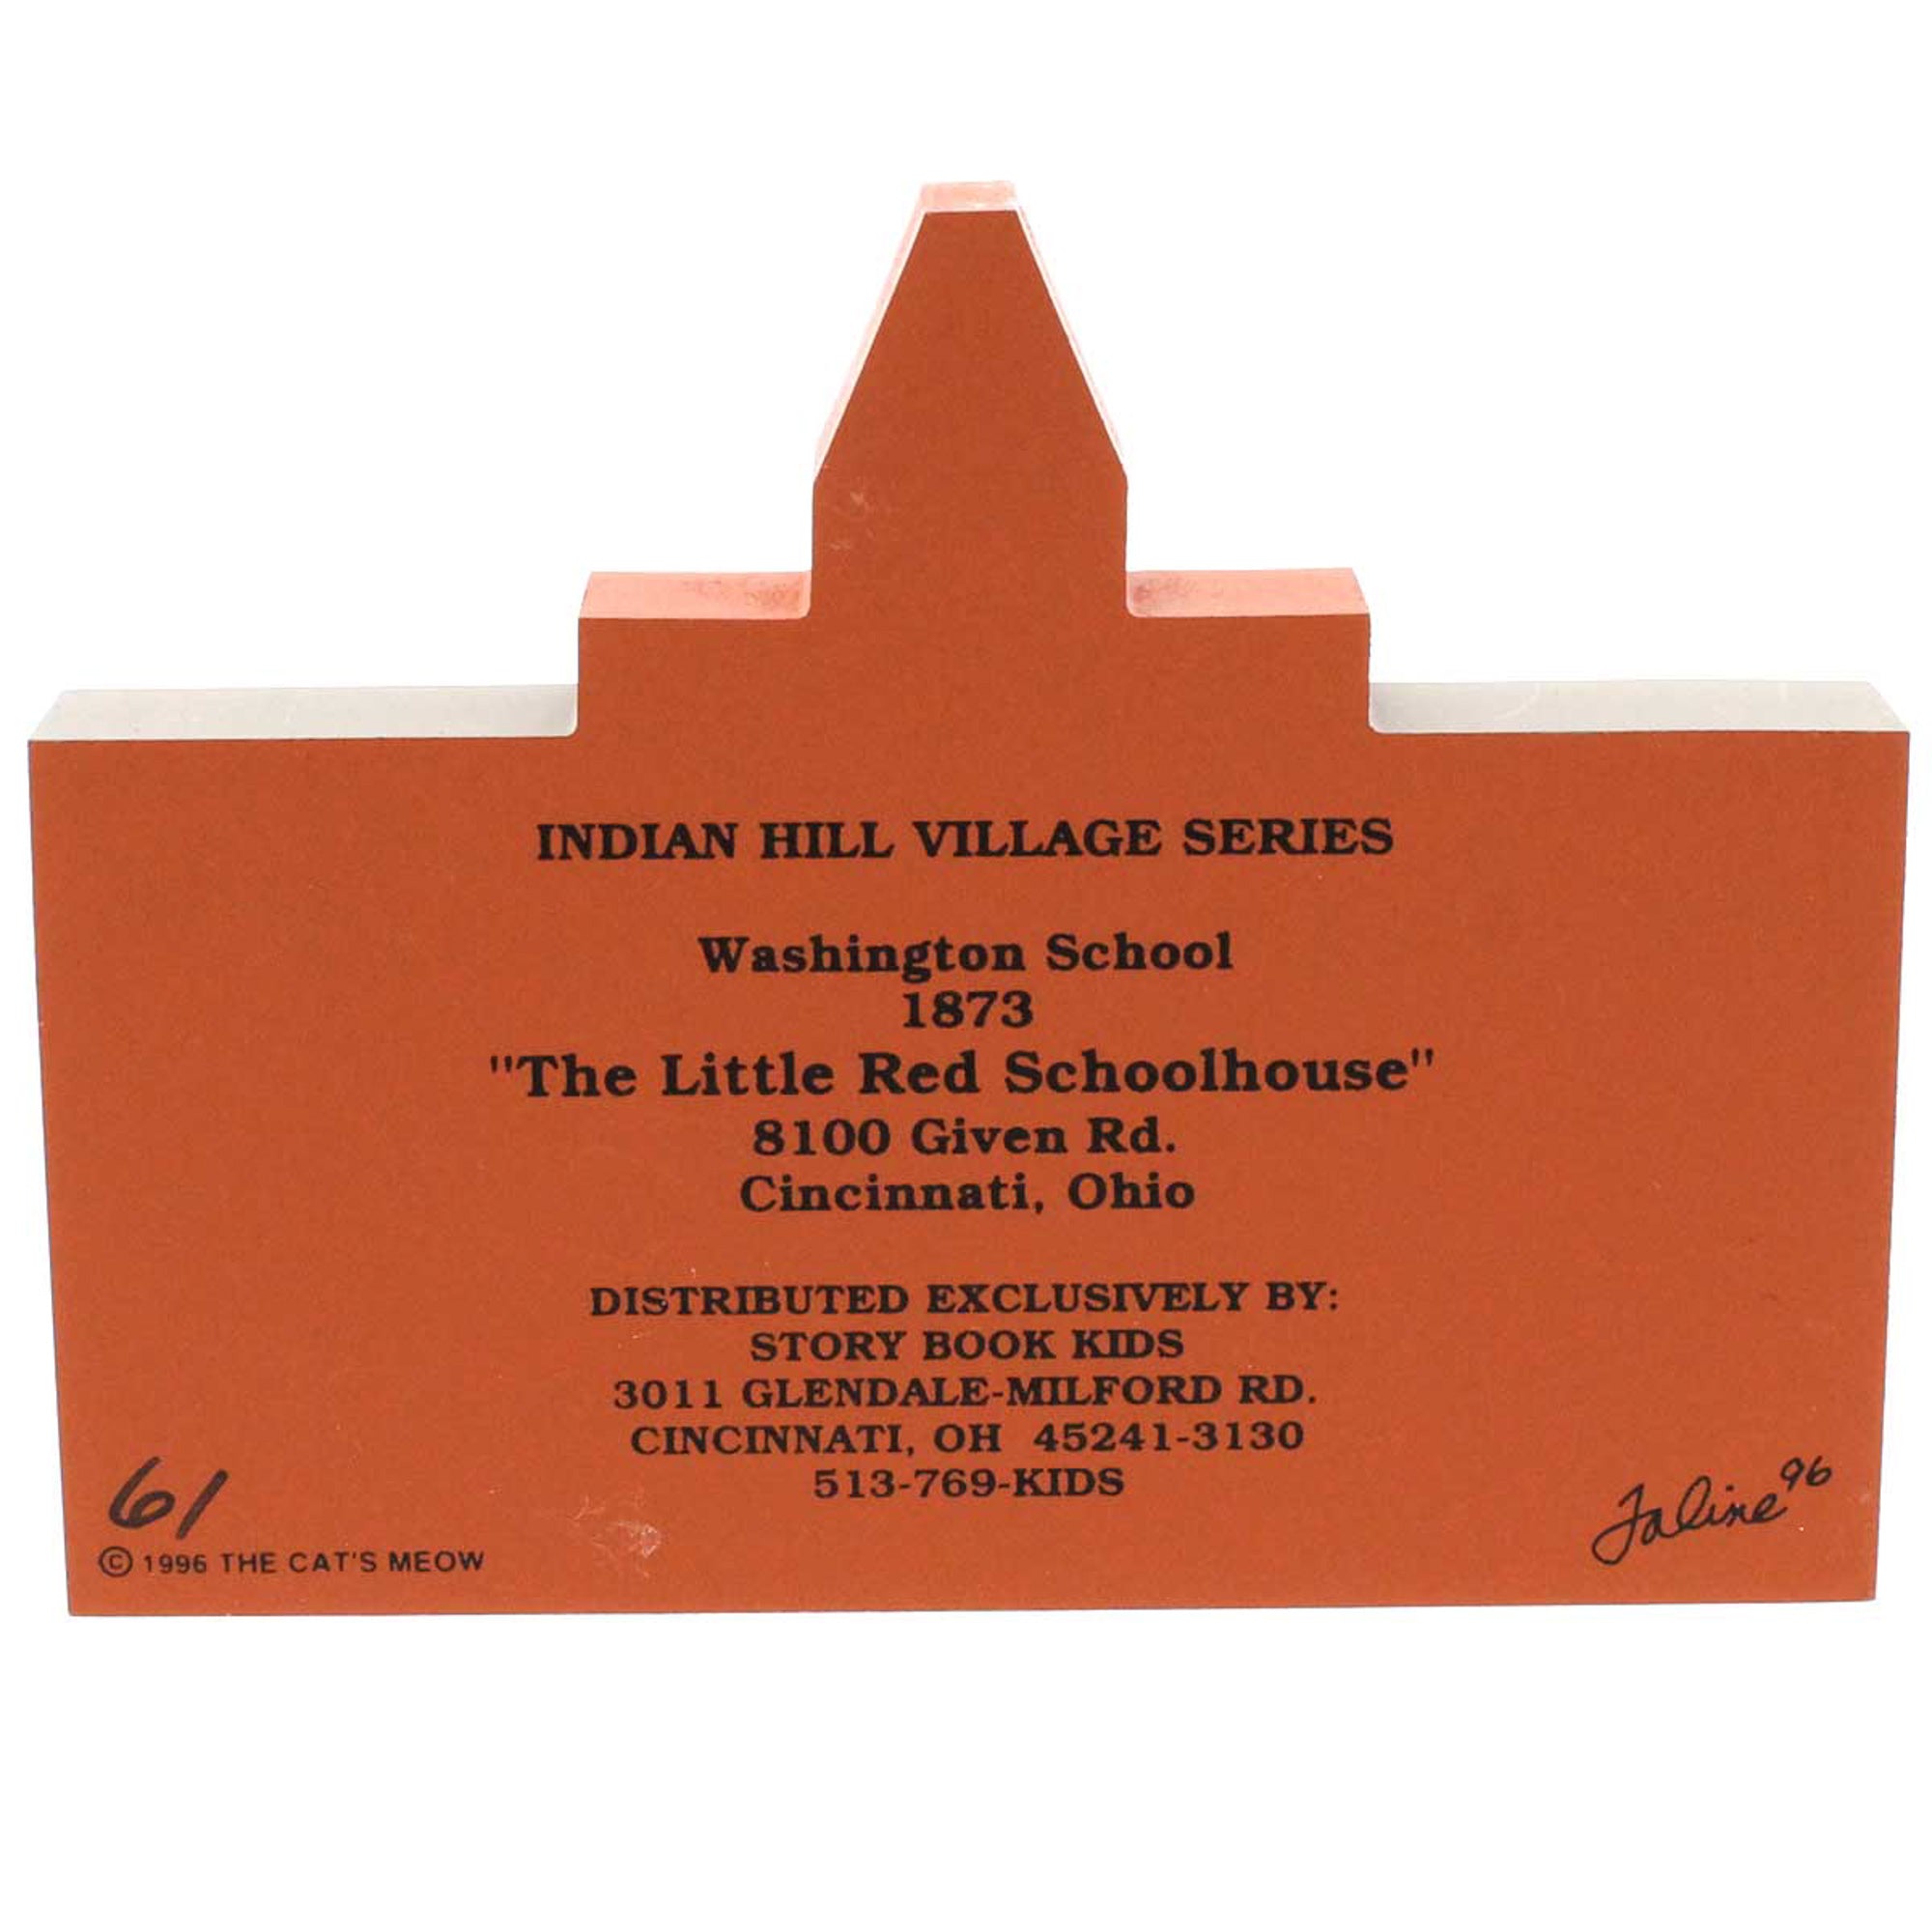 INDIAN HILL VILLAGE SERIES
Washington School
1873
"The Little Red Schoolhouse"
8100 Given Rd.
Cincinnati, Ohio
DISTRIBUTED EXCLUSIVELY BY:
STORY BOOK KIDS
3011 GLENDALE-MILFORD RD.
CINCINNATI, OH 45241-3130
513-769-KIDS
61
© 1996 THE CAT'S MEOW
Faline 96